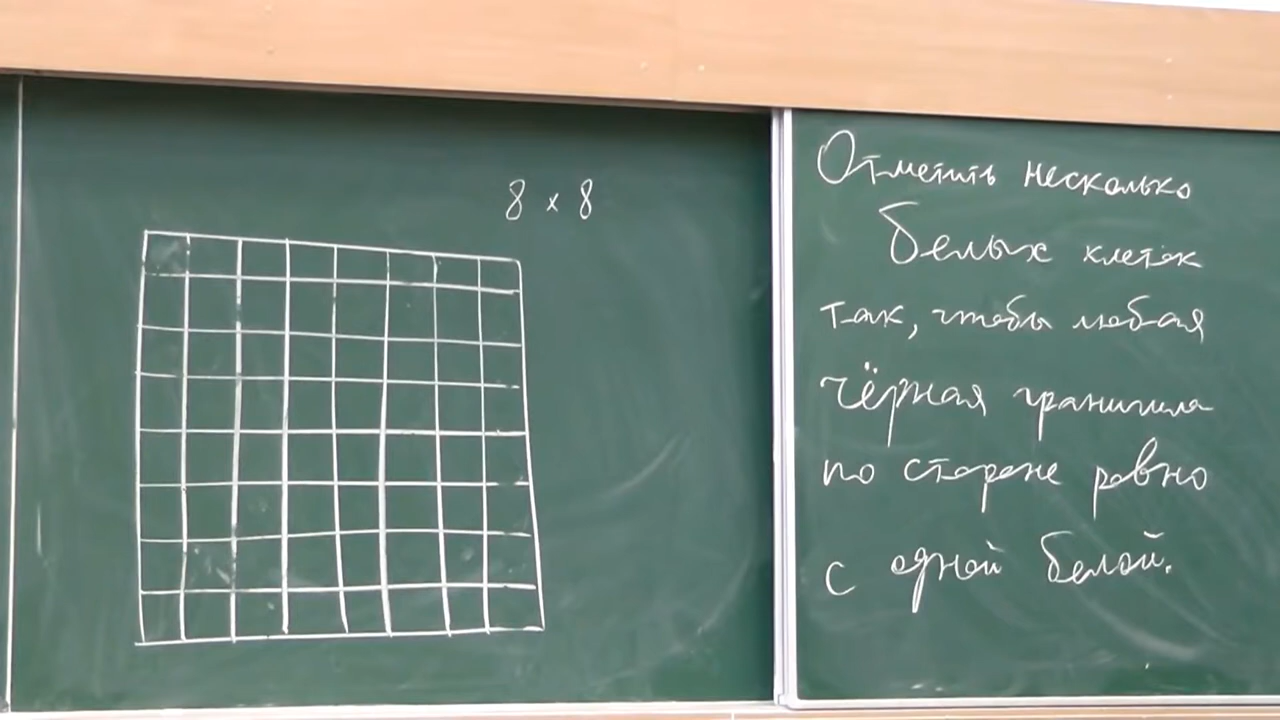 8 × 8
Отметить несколько
белых клеток
так, чтобы любая
чёрная граничила
по стороне ровно
с одной белой.